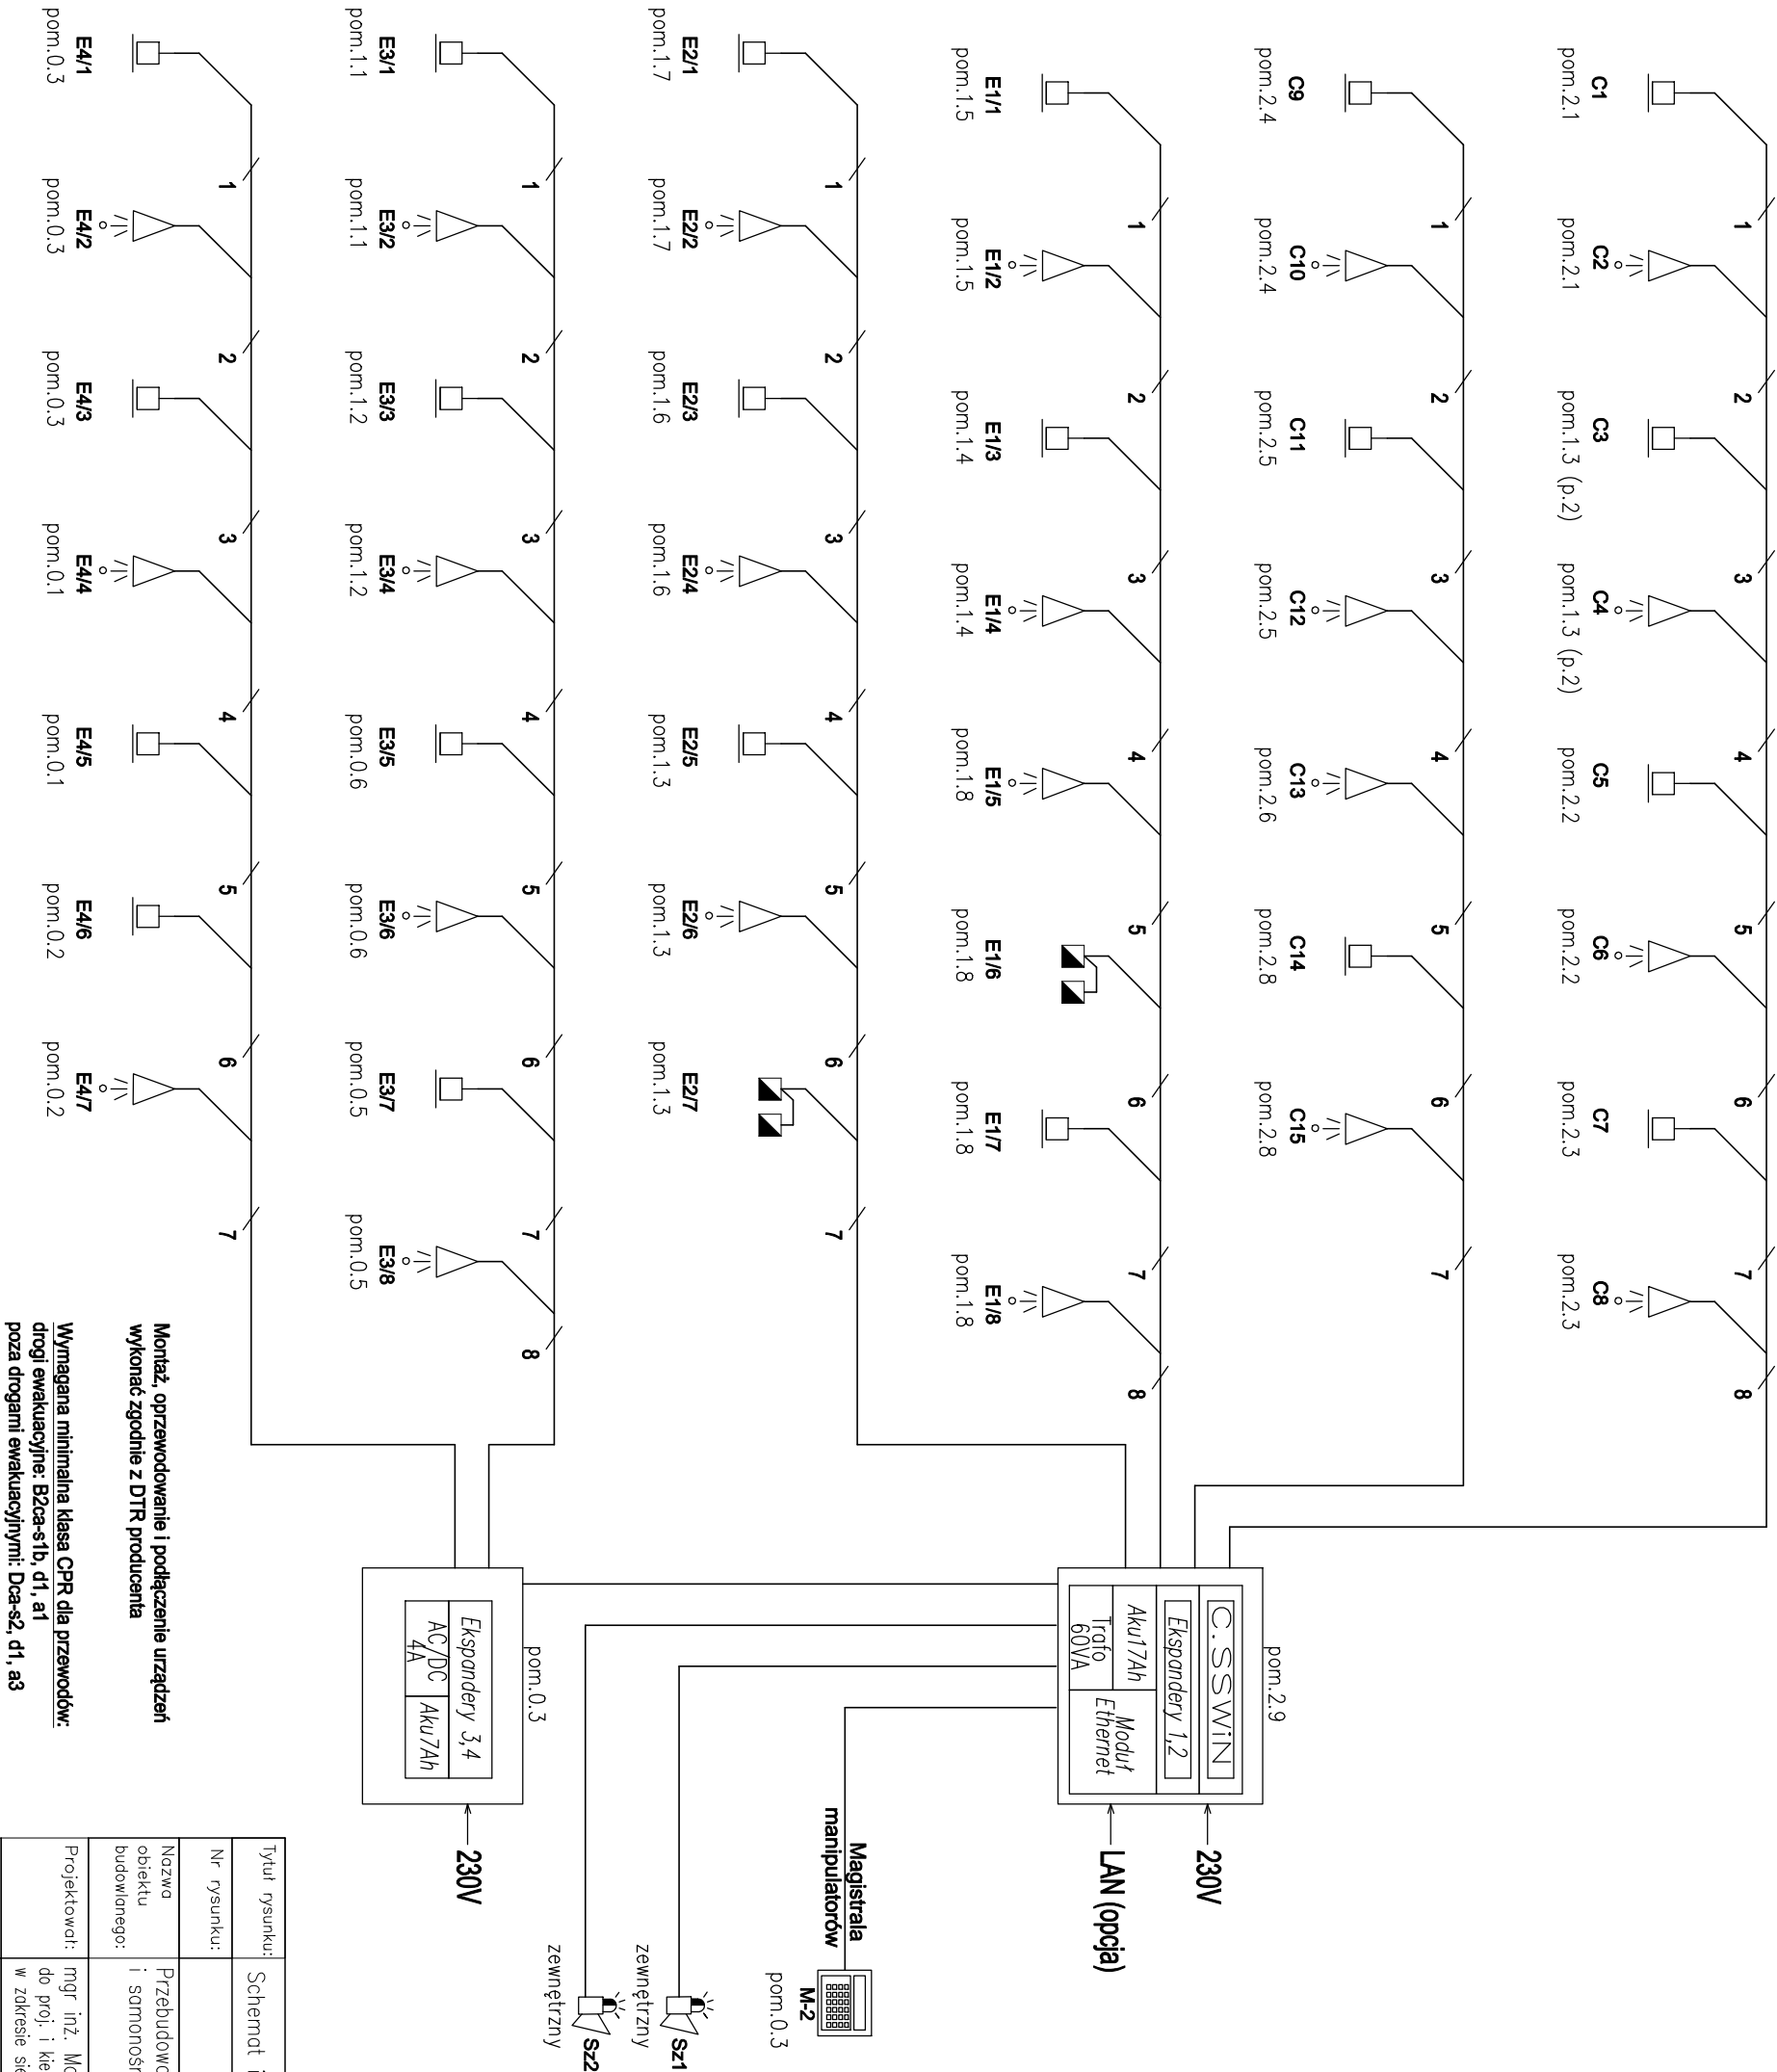 C1
pom.2.1
1
C2
pom.2.1
2
C3
pom.1.3 (p.2)
3
C4
pom.1.3 (p.2)
4
C5
pom.2.2
5
C6
pom.2.2
6
C7
pom.2.3
7
C8
pom.2.3
8
C9
pom.2.4
1
C10
pom.2.4
2
C11
pom.2.5
3
C12
pom.2.5
4
C13
pom.2.6
5
C14
pom.2.8
6
C15
pom.2.8
7
E1/1
pom.1.5
1
E1/2
pom.1.5
2
E1/3
pom.1.4
3
E1/4
pom.1.4
4
E1/5
pom.1.8
5
E1/6
pom.1.8
6
E1/7
pom.1.8
7
E1/8
pom.1.8
8
E2/1
pom.1.7
1
E2/2
pom.1.7
2
E2/3
pom.1.6
3
E2/4
pom.1.6
4
E2/5
pom.1.3
5
E2/6
pom.1.3
6
E2/7
pom.1.3
7
E3/1
pom.1.1
1
E3/2
pom.1.1
2
E3/3
pom.1.2
3
E3/4
pom.1.2
4
E3/5
pom.0.6
5
E3/6
pom.0.6
6
E3/7
pom.0.5
7
E3/8
pom.0.5
8
E4/1
pom.0.3
1
E4/2
pom.0.3
2
E4/3
pom.0.3
3
E4/4
pom.0.1
4
E4/5
pom.0.1
5
E4/6
pom.0.2
6
E4/7
pom.0.2
7
pom.2.9
C.SSWiN
Ekspandery 1,2
Aku17Ah
Trafo
60VA
Moduł
Ethernet
230V
LAN (opcja)
Magistrala
manipulatorów
M-2
pom.0.3
Sz1
zewnętrzny
Sz2
zewnętrzny
pom.0.3
Ekspandery 3,4
AC/DC
4A
Aku7Ah
230V
Montaż, oprzewodowanie i podłączenie urządzeń
wykonać zgodnie z DTR producenta
Wymagana minimalna klasa CPR dla przewodów:
drogi ewakuacyjne: B2ca-s1b, d1, a1
poza drogami ewakuacyjnymi: Dca-s2, d1, a3
Tytuł rysunku:
Schemat
Nr rysunku:
Nazwa
obiektu
budowlanego:
i
Projektował:
mgr inż.
do proj. i
w zakresie